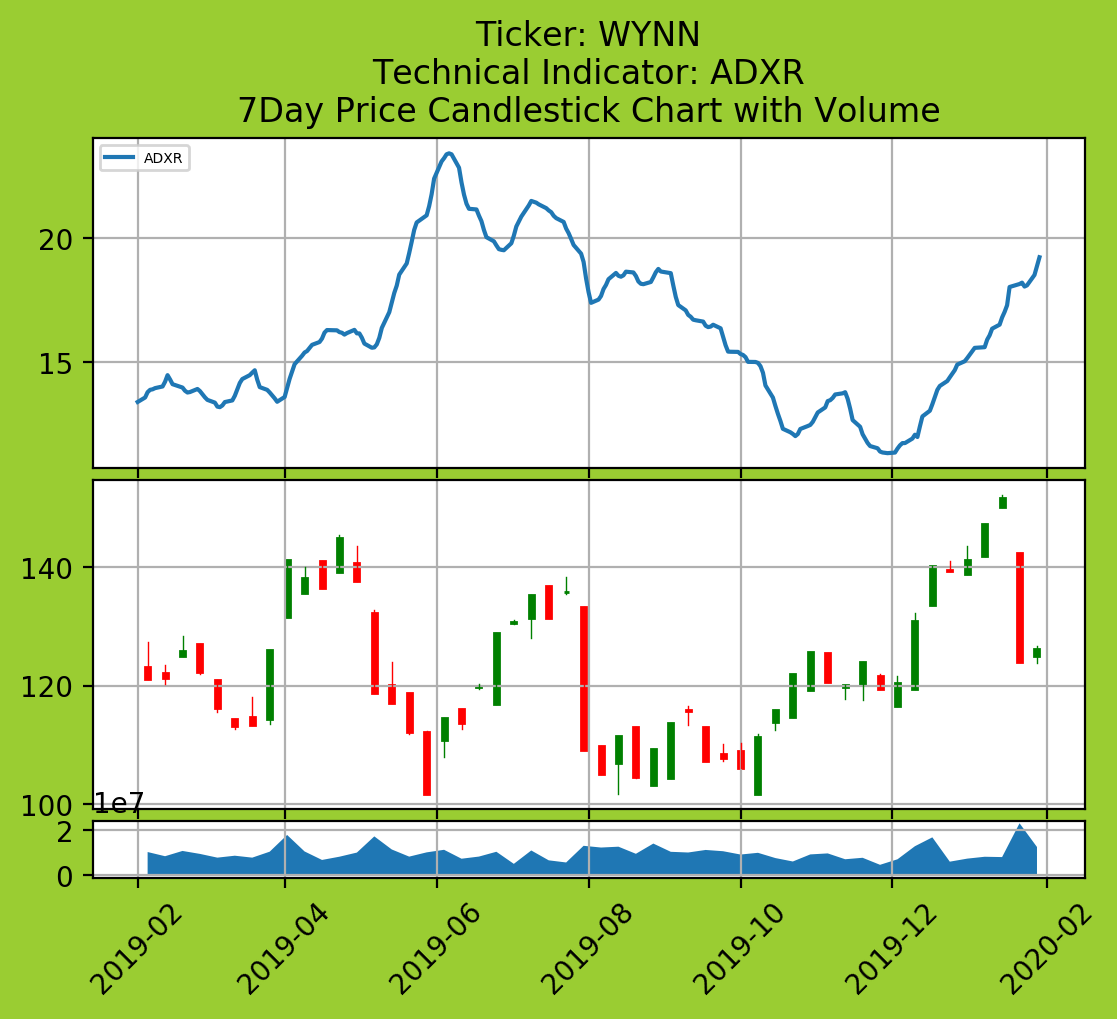 Ticker: WYNN
Technical Indicator: ADXR
7Day Price Candlestick Chart with Volume
ADXR
20
15
140
120
100
1e7
2
0
2019-02
2019-04
2019-06
2019-08
2019-10
2019-12
2020-02